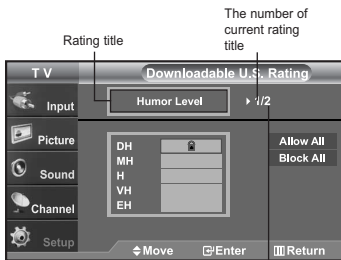 The number of
current rating
title
Rating title
T V
Downloadable U.S. Rating
Input
Humor Level
1/2
Picture
DH
Allow All
MH
Block All
Sound
H
VH
Channel
EH
Setup
Move Enter Return